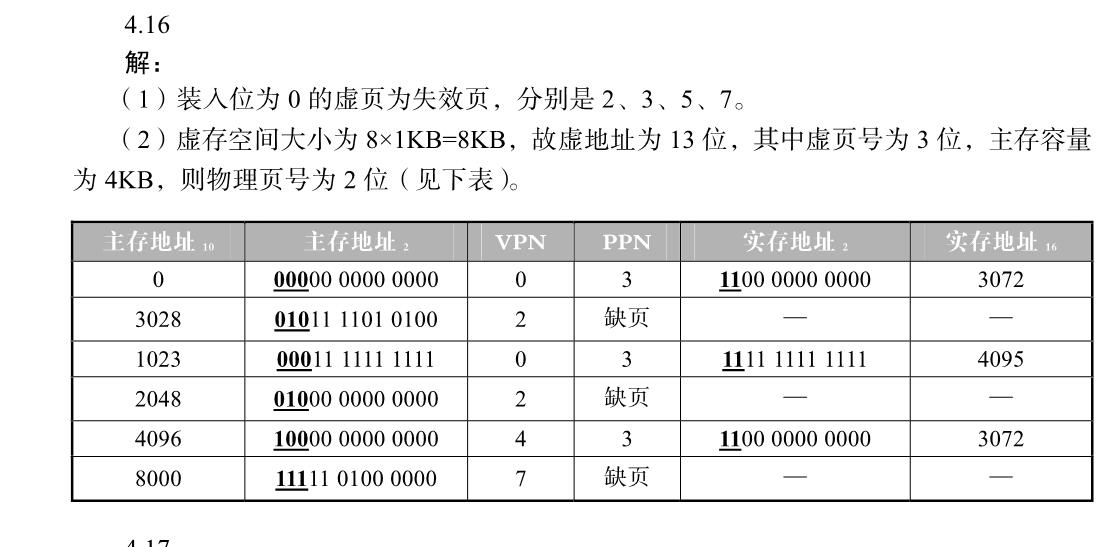 4.16
解：
（1）装入位为 0 的虚页为失效页，分别是 2、3、5、7。
（2）虚存空间大小为 8×1KB=8KB，故虚地址为 13 位，其中虚页号为 3 位，主存容量
为 4KB，则物理页号为 2 位（见下表）。
主存地址 10 主存地址 2 VPN PPN 实存地址 2 实存地址 16
0 00000 0000 0000 0 3 1100 0000 0000 3072
3028 01011 1101 0100 2 缺页 — —
1023 00011 1111 1111 0 3 1111 1111 1111 4095
2048 01000 0000 0000 2 缺页 — —
4096 10000 0000 0000 4 3 1100 0000 0000 3072
8000 11111 0100 0000 7 缺页 — —
4.17